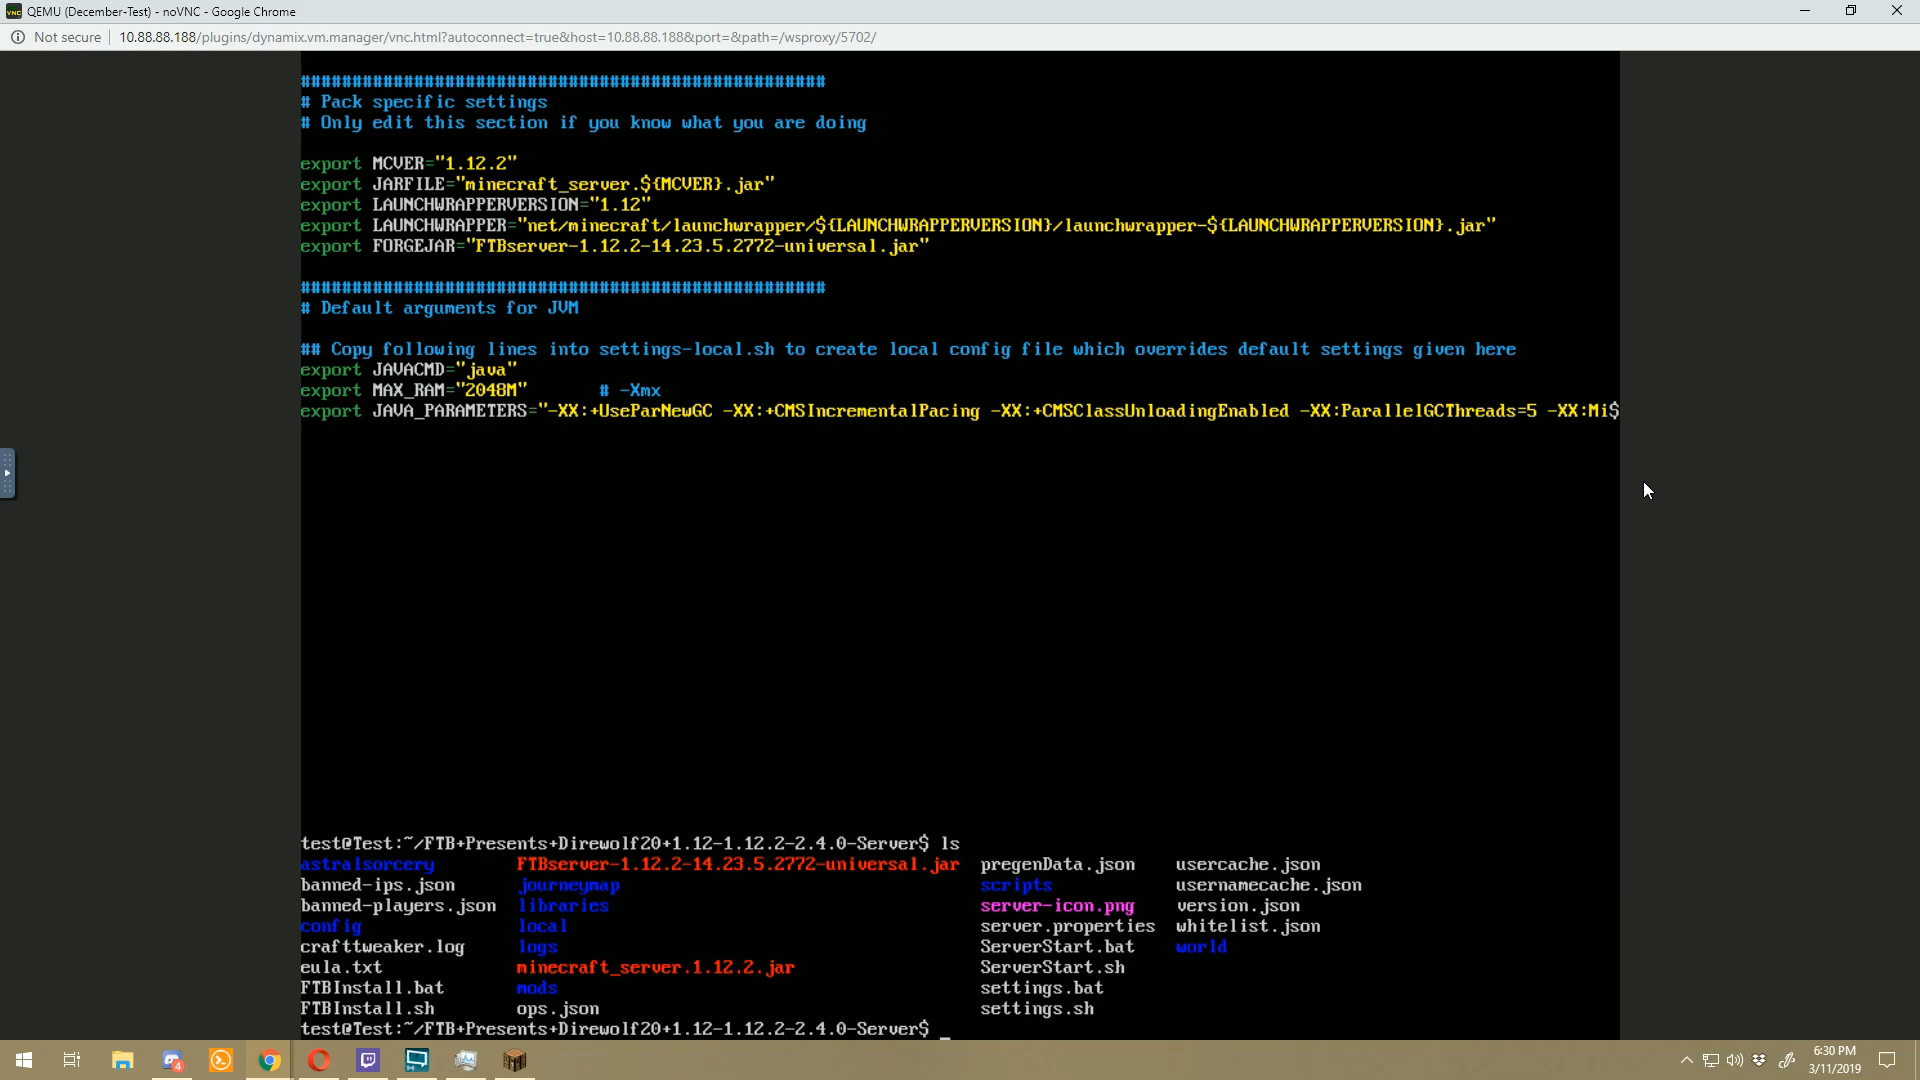 QEMU (December-Test) - noVNC - Google Chrome
Not secure | 10.88.88.188/plugins/dynamix.vm.manager/vnc.html?autoconnect=true&host=10.88.88.188&port=&path=/wsproxy/5702/
###################################################
# Pack specific settings
# Only edit this section if you know what you are doing
export MCVER="1.12.2"
export JARFILE="minecraft_server.${MCVER}.jar"
export LAUNCHWRAPPERVERSION="1.12"
export LAUNCHWRAPPER="net/minecraft/launchwrapper/${LAUNCHWRAPPERVERSION}/launchwrapper-${LAUNCHWRAPPERVERSION}.jar"
export FORGEJAR="FTBserver-1.12.2-14.23.5.2772-universal.jar"
###################################################
# Default arguments for JVM
## Copy following lines into settings-local.sh to create local config file which overrides default settings given here
export JAVACMD="java"
export MAX_RAM="2048M"       # -Xmx
export JAVA_PARAMETERS="-XX:+UseParNewGC -XX:+CMSIncrementalPacing -XX:+CMSClassUnloadingEnabled -XX:ParallelGCThreads=5 -XX:Mi$
test@Test:~/FTB+Presents+Direwolf20+1.12-1.12.2-2.4.0-Server$ ls
astralsorcery FTBserver-1.12.2-14.23.5.2772-universal.jar pregenData.json usercache.json
banned-ips.json journeymap scripts usernamecache.json
banned-players.json libraries server-icon.png version.json
config local server.properties whitelist.json
crafttweaker.log logs ServerStart.bat world
eula.txt minecraft_server.1.12.2.jar ServerStart.sh
FTBInstall.bat mods settings.bat
FTBInstall.sh ops.json settings.sh
test@Test:~/FTB+Presents+Direwolf20+1.12-1.12.2-2.4.0-Server$ _
4
6:30 PM
3/11/2019